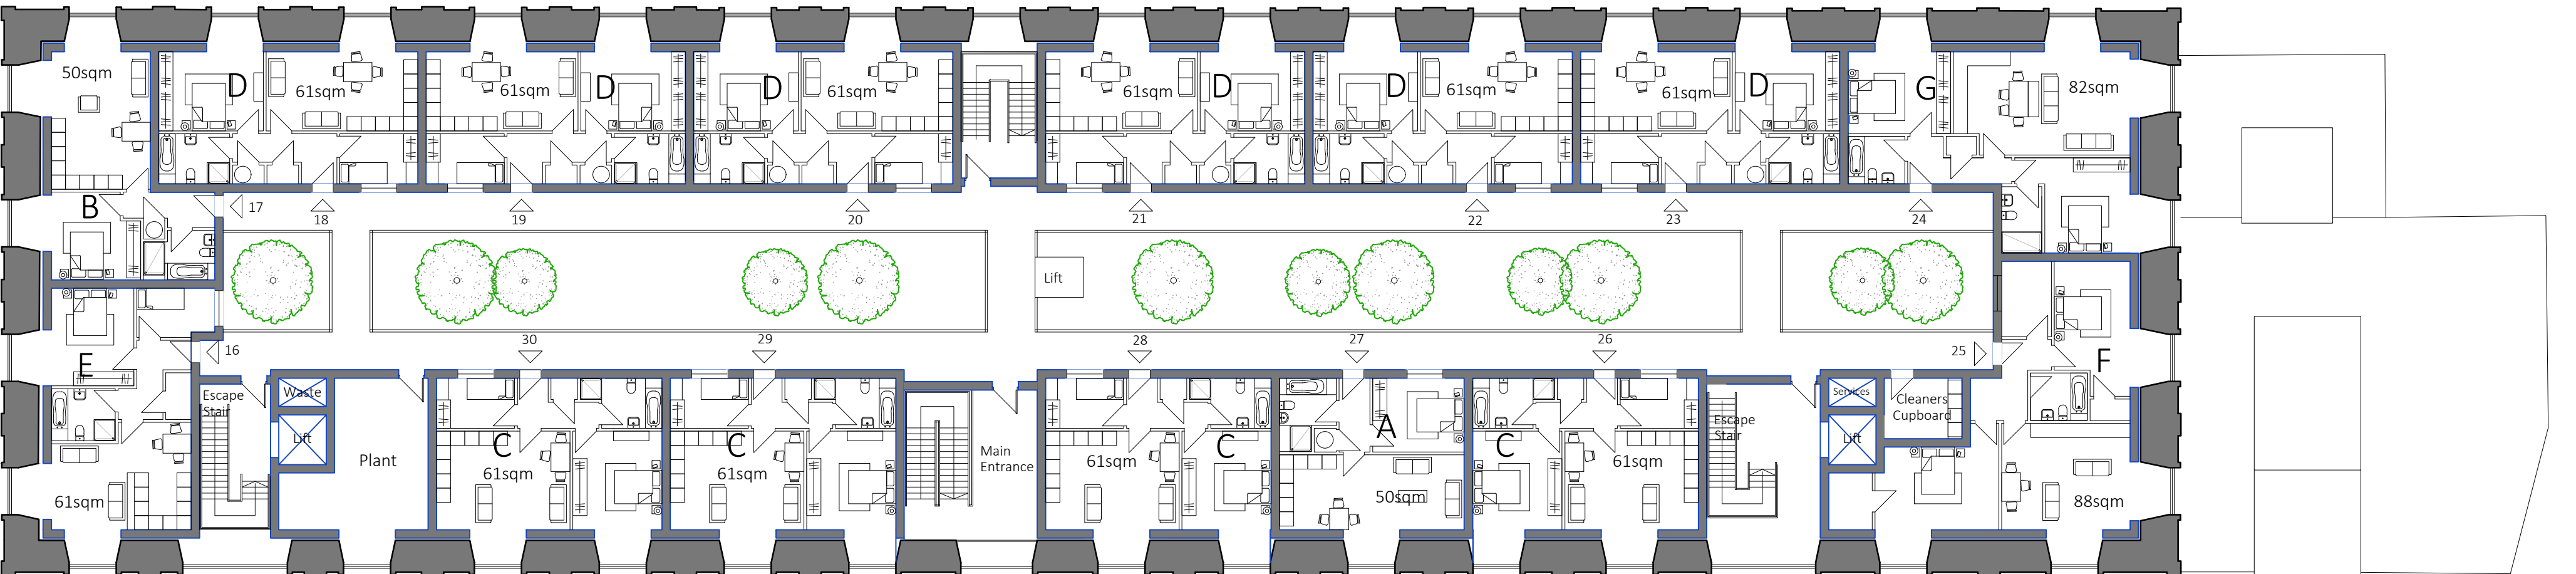 50sqm
D
61sqm
61sqm
D
D
61sqm
61sqm
D
D
61sqm
61sqm
D
G
82sqm
B
17
18
19
20
21
22
23
24
Lift
16
30
29
28
27
26
25
E
F
Escape
Stair
Waste
Lift
Plant
C
61sqm
C
61sqm
Main
Entrance
61sqm
C
A
50sqm
C
61sqm
Escape
Stair
Services
Lift
Cleaners
Cupboard
61sqm
88sqm